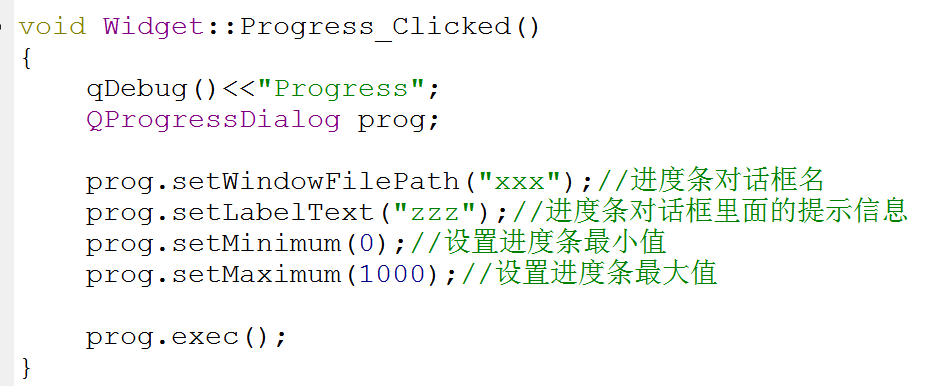 void Widget::Progress_Clicked()
{
    qDebug()<<"Progress";
    QProgressDialog prog;
    prog.setWindowFilePath("xxx");//进度条对话框名
    prog.setLabelText("zzz");//进度条对话框里面的提示信息
    prog.setMinimum(0);//设置进度条最小值
    prog.setMaximum(1000);//设置进度条最大值
    prog.exec();
}